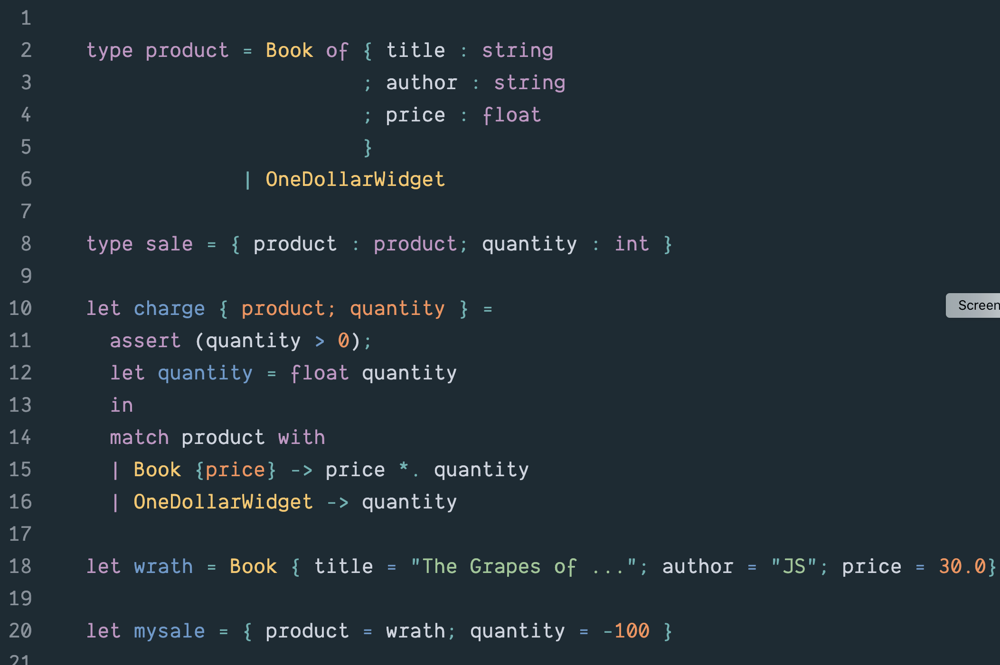 1
2 type product = Book of { title : string
3 ; author : string
4 ; price : float
5 }
6 | OneDollarWidget
7
8 type sale = { product : product; quantity : int }
9
10 let charge { product; quantity } =
Screen
11 assert (quantity > 0);
12 let quantity = float quantity
13 in
14 match product with
15 | Book {price} -> price *. quantity
16 | OneDollarWidget -> quantity
17
18 let wrath = Book { title = "The Grapes of ..."; author = "JS"; price = 30.0}
19
20 let mysale = { product = wrath; quantity = -100 }
21